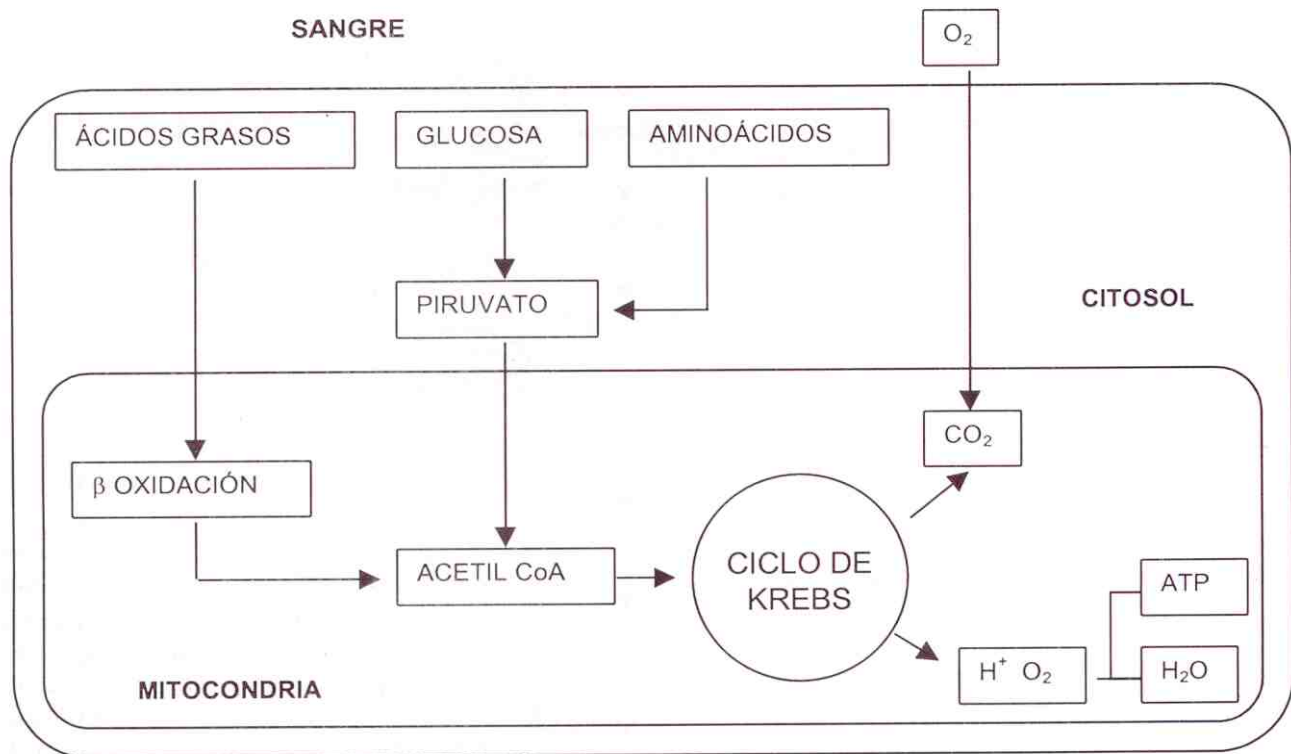 SANGRE
O₂
ÁCIDOS GRASOS
GLUCOSA
AMINOÁCIDOS
PIRUVATO
CITOSOL
CO₂
β OXIDACIÓN
ACETIL CoA
CICLO DE
KREBS
ATP
H⁺ O₂
H₂O
MITOCONDRIA